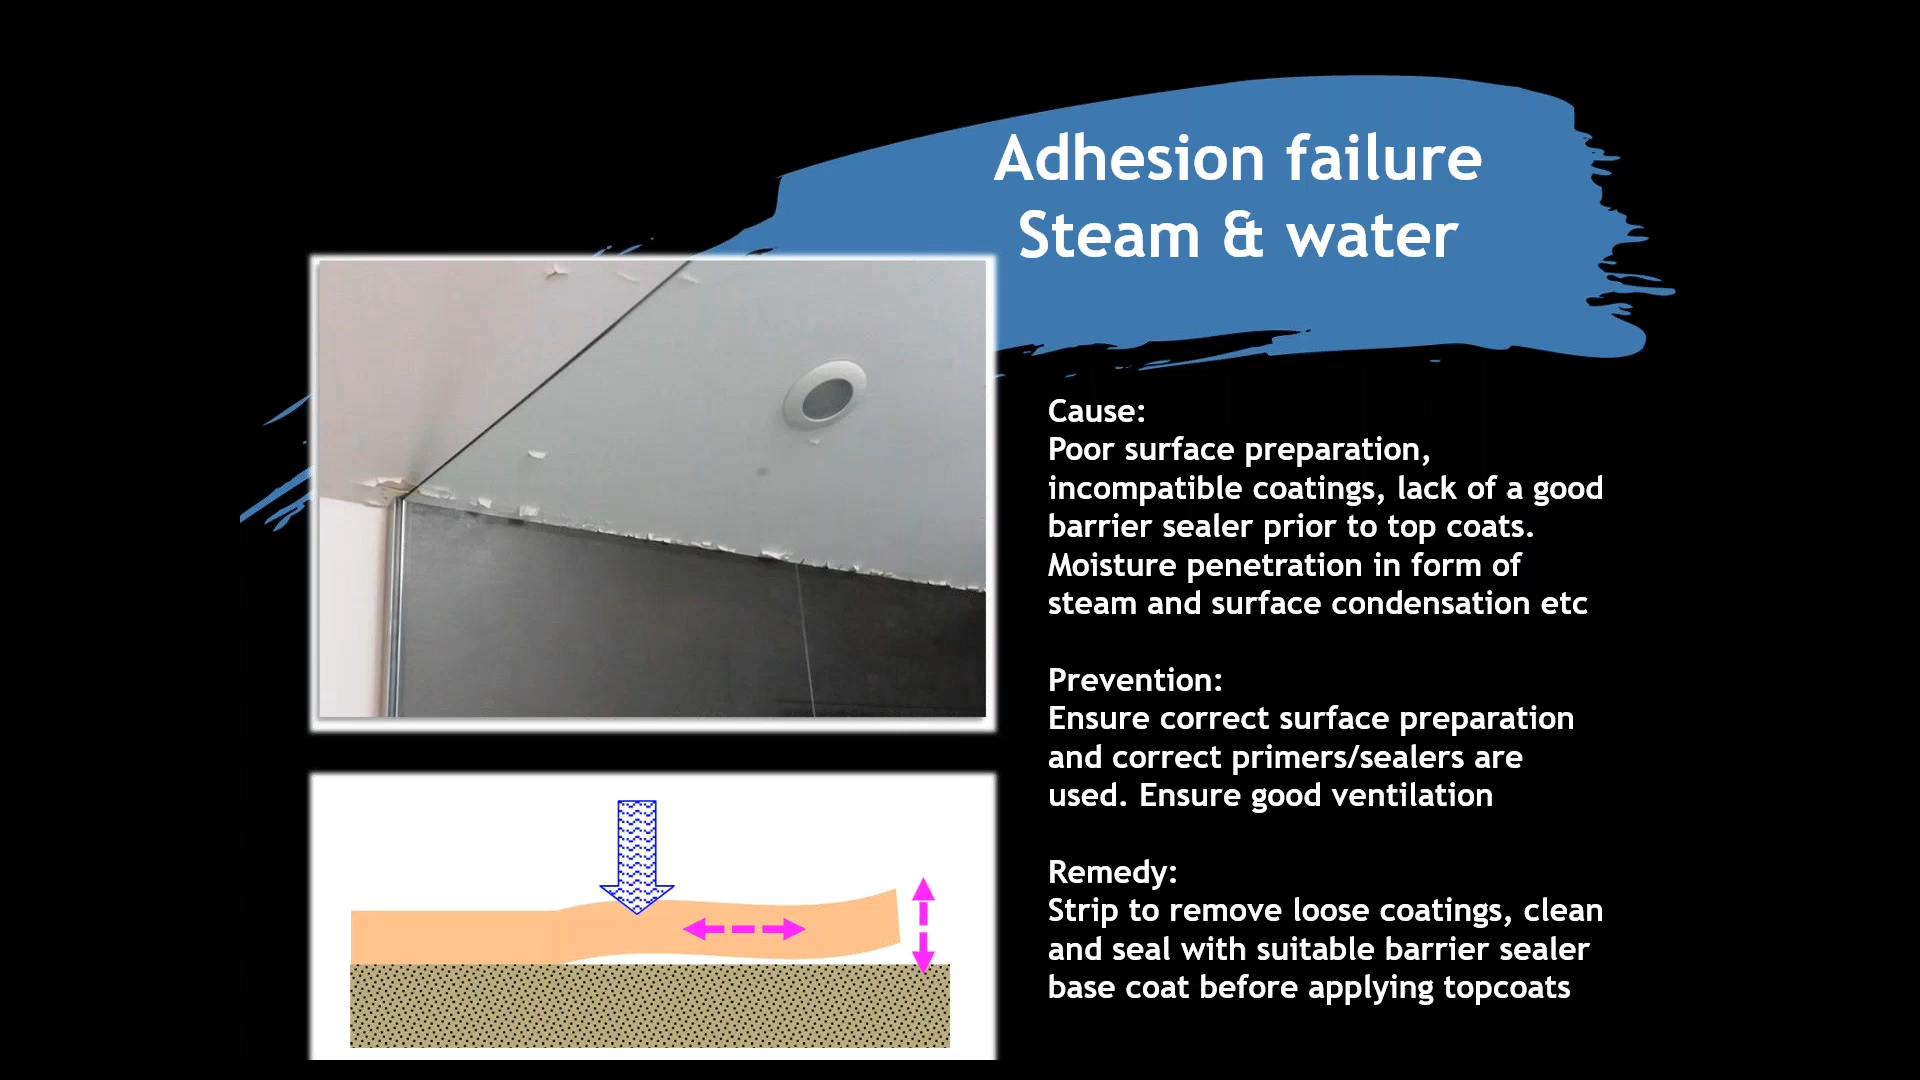 Adhesion failure
Steam & water
Cause:
Poor surface preparation,
incompatible coatings, lack of a good
barrier sealer prior to top coats.
Moisture penetration in form of
steam and surface condensation etc
Prevention:
Ensure correct surface preparation
and correct primers/sealers are
used. Ensure good ventilation
Remedy:
Strip to remove loose coatings, clean
and seal with suitable barrier sealer
base coat before applying topcoats